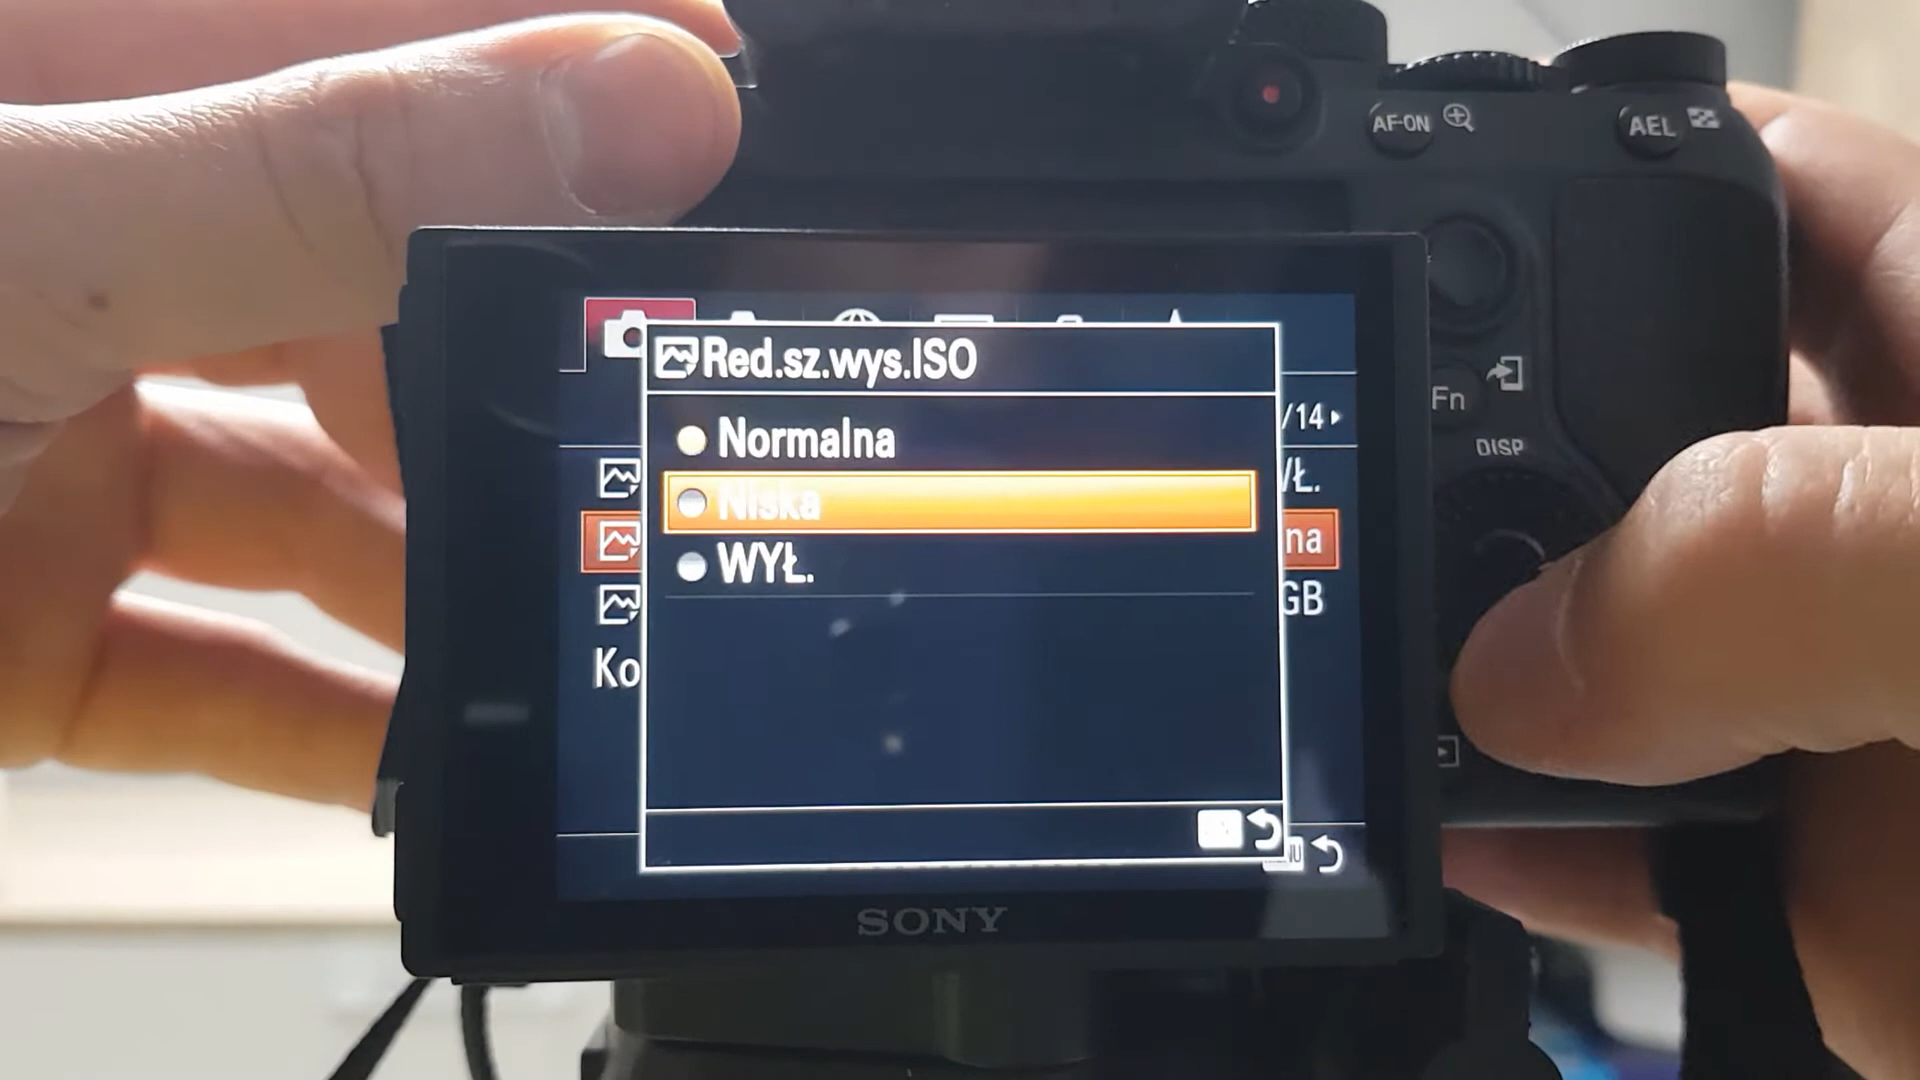 AF-ON
AEL
Red.sz.wys.ISO
Normalna
/14
Niska
WYŁ.
/Ł.
na
GB
Ko
Fn
DISP
SONY